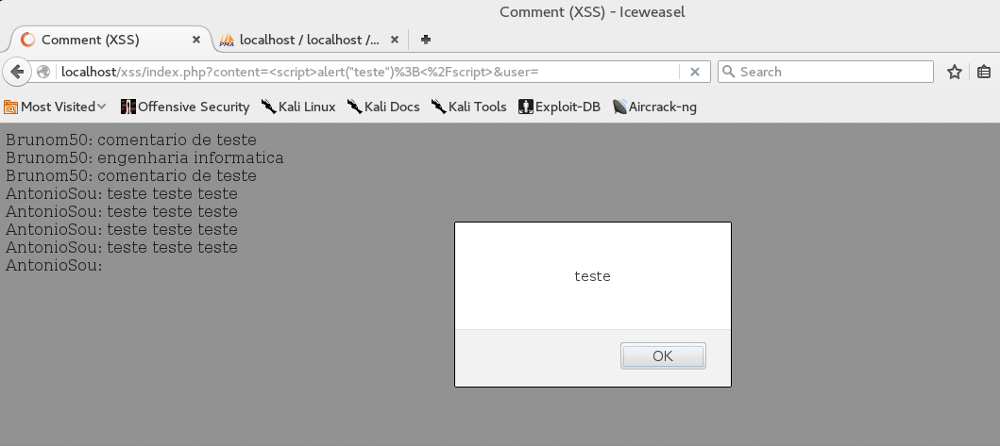 Comment (XSS) - Iceweasel
Comment (XSS) × localhost / localhost /... ×
localhost/xss/index.php?content=<script>alert("teste")%3B<%2Fscript>&user= Search
Most Visited Offensive Security Kali Linux Kali Docs Kali Tools Exploit-DB Aircrack-ng
Brunom50: comentario de teste
Brunom50: engenharia informatica
Brunom50: comentario de teste
AntonioSou: teste teste teste
AntonioSou: teste teste teste
AntonioSou: teste teste teste
AntonioSou: teste teste teste
AntonioSou:
teste
OK